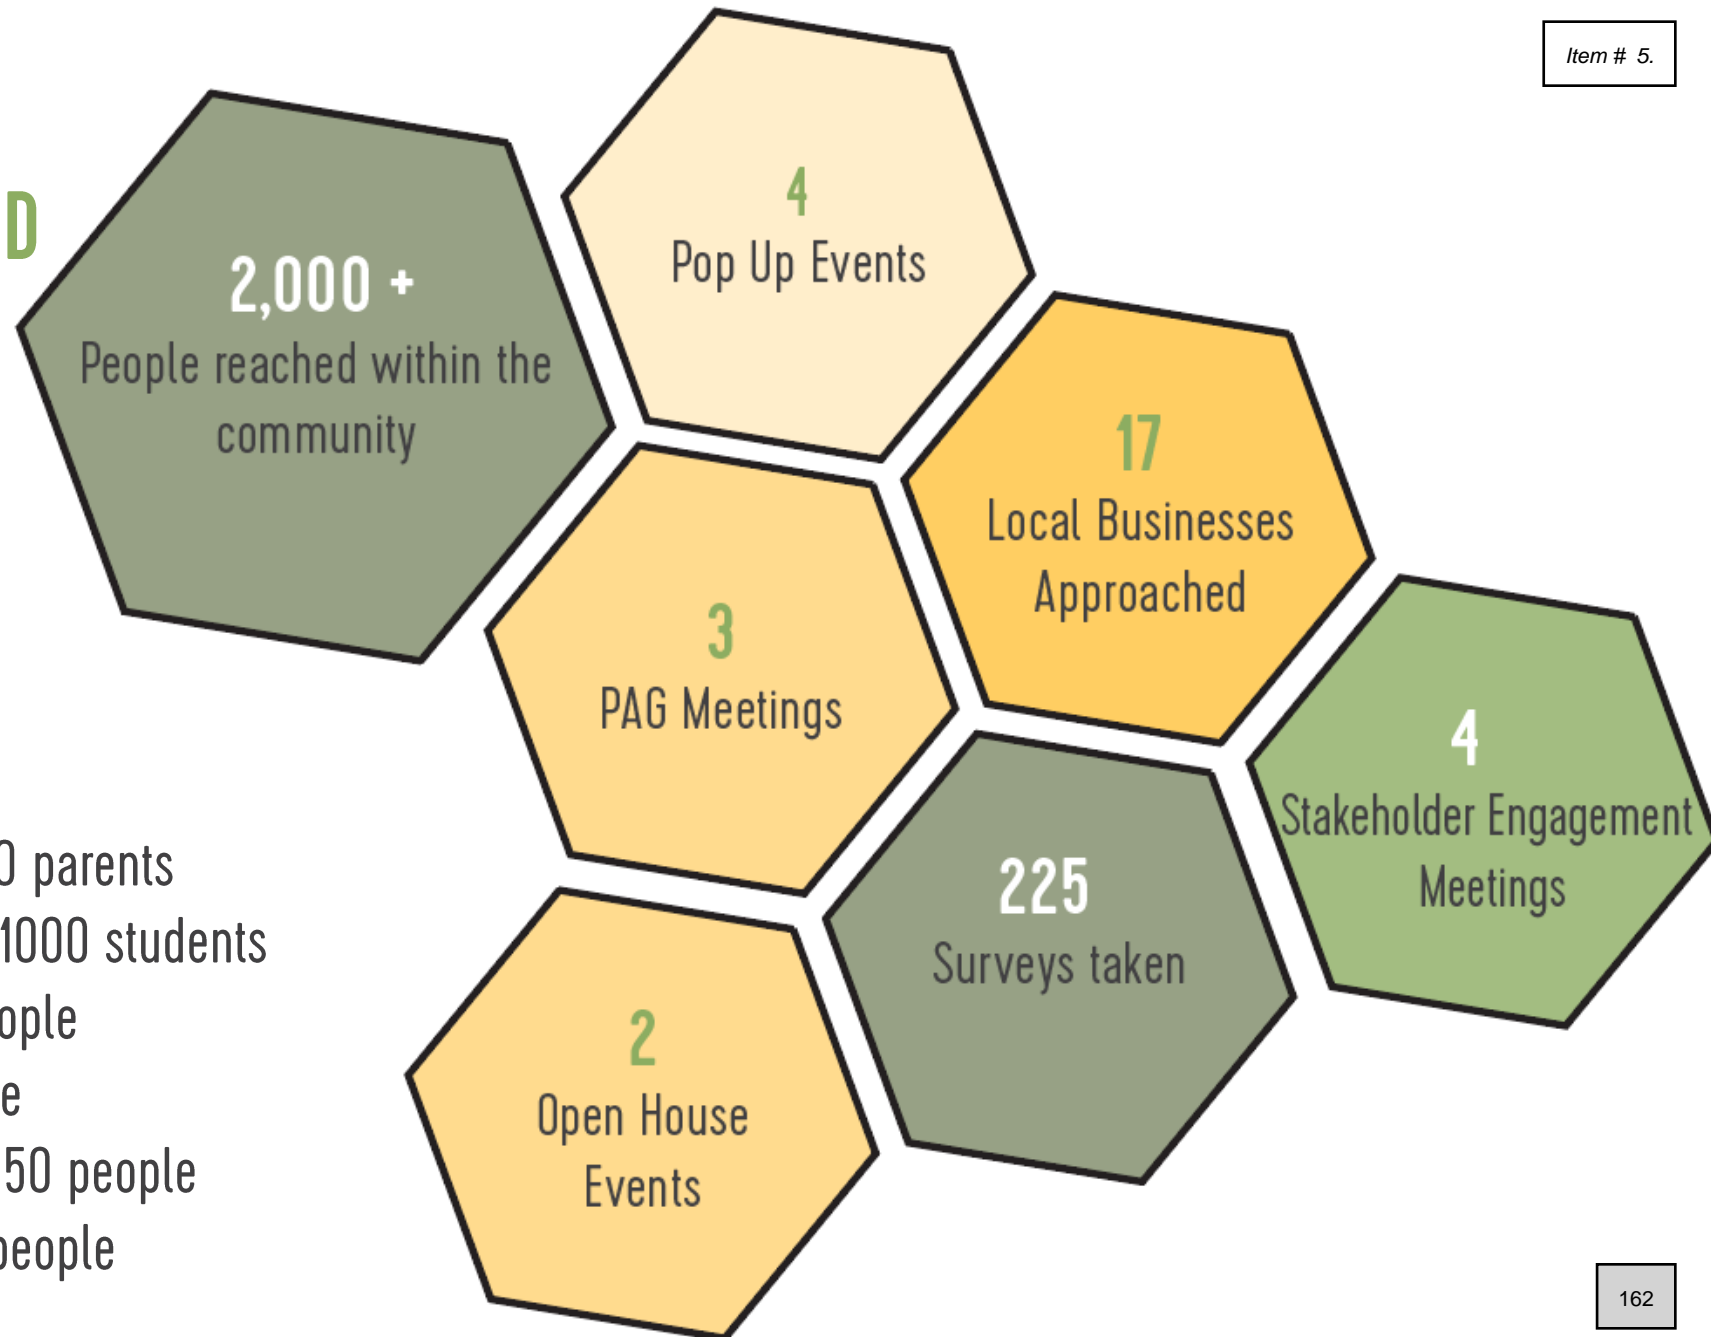 Item # 5.
D
2,000 +
People reached within the
community
4
Pop Up Events
17
Local Businesses
Approached
3
PAG Meetings
4
Stakeholder Engagement
Meetings
225
Surveys taken
2
Open House
Events
0 parents
1000 students
ople
e
50 people
people
162